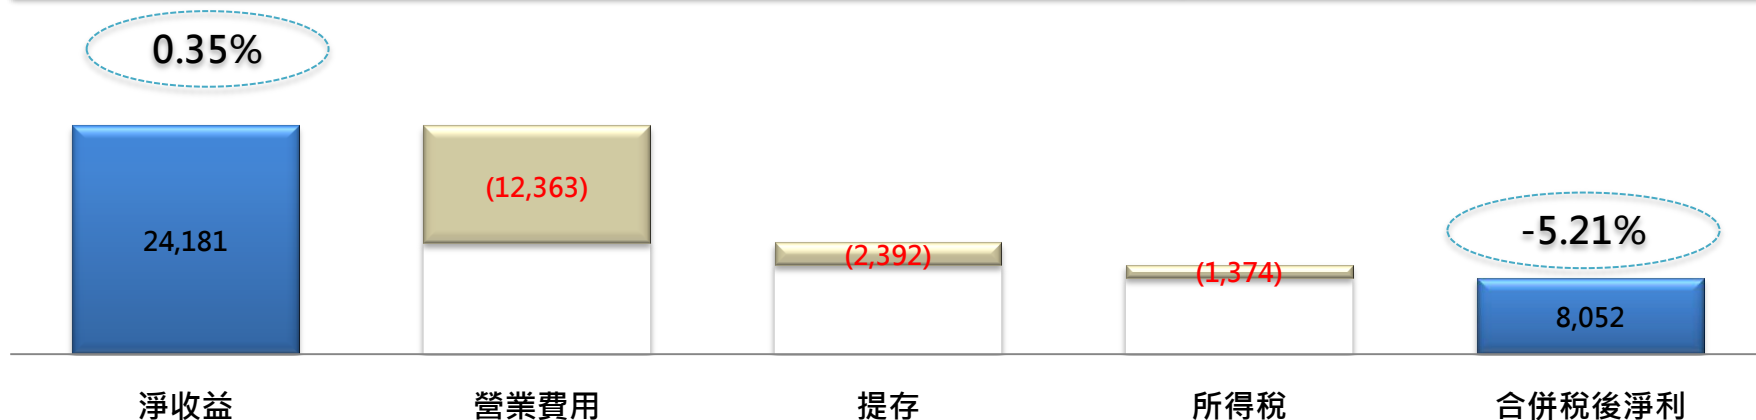 0.35%
24,181
(12,363)
(2,392)
(1,374)
-5.21%
8,052
淨收益
營業費用
提存
所得稅
合併稅後淨利